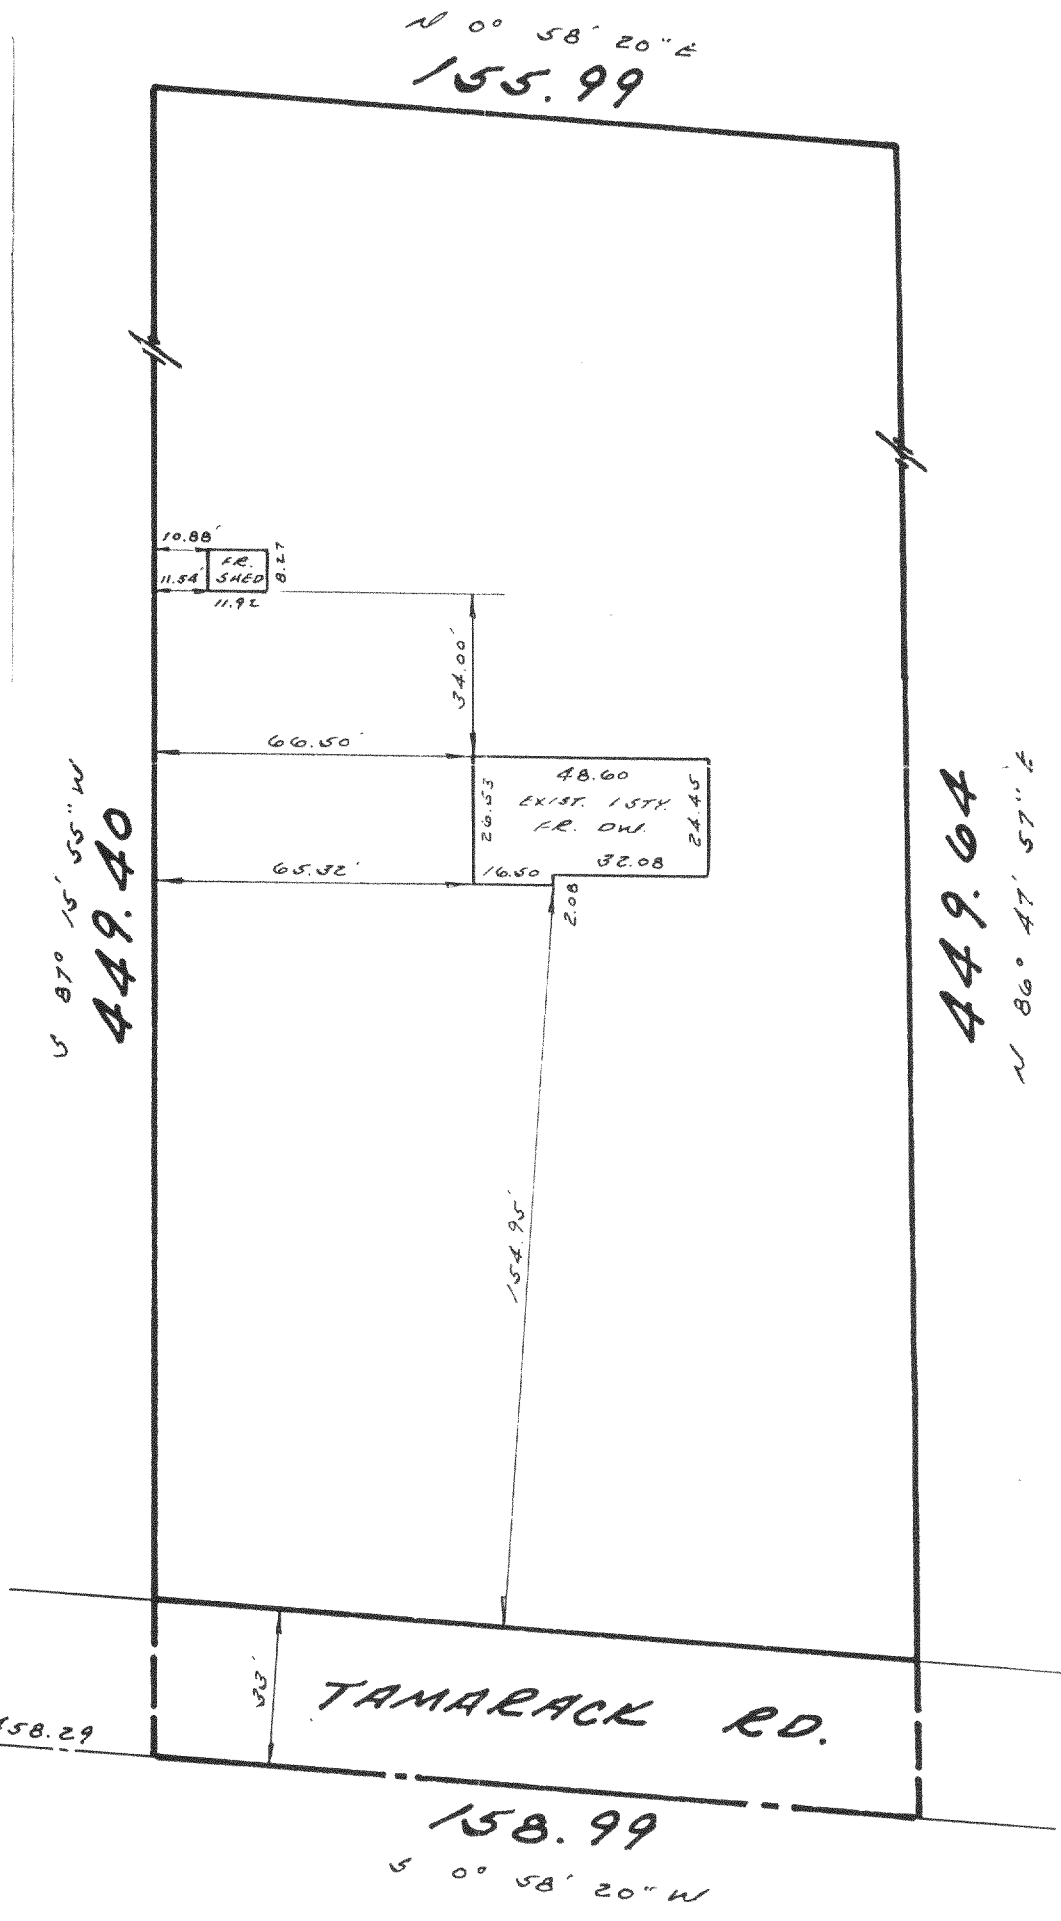 N 0° 58' 20" E
155.99
10.88'
FR.
SHED
8.27
11.54'
11.92
34.00'
66.50'
48.60
EXIST. 1 STY.
FR. DWL.
26.53
24.45
65.32'
16.50
32.08
2.08
S 87° 15' 55" W
449.40
449.64
N 86° 47' 57" E
154.95'
33'
TAMARACK RD.
158.29
158.99
S 0° 58' 20" W